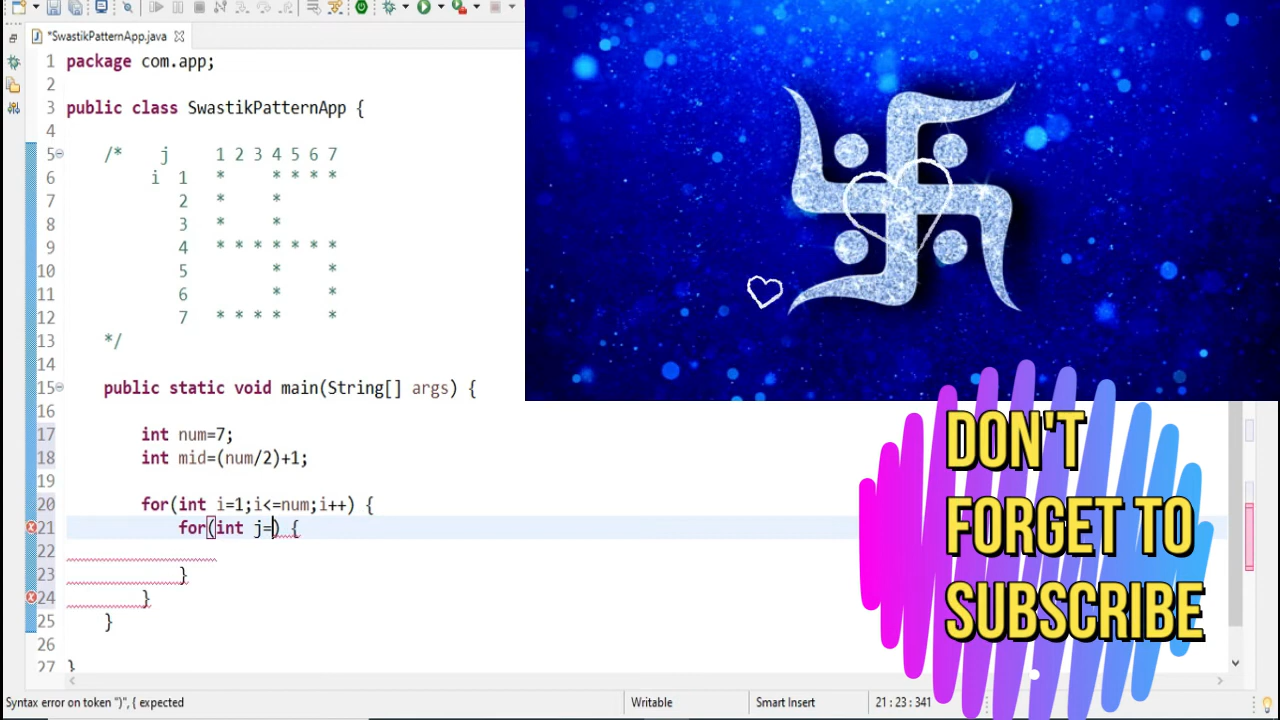 *SwastikPatternApp.java
1 package com.app;
2
3 public class SwastikPatternApp {
4
5 /* j 1 2 3 4 5 6 7
6 i 1 * * * * *
7 2 * *
8 3 * *
9 4 * * * * * * *
10 5 * *
11 6 * *
12 7 * * * * *
13 */
14
15 public static void main(String[] args) {
16
17 int num=7;
18 int mid=(num/2)+1;
19
20 for(int i=1;i<=num;i++) {
21 for(int j=) {
22
23 }
24 }
25 }
26
27 }
DON'T
FORGET TO
SUBSCRIBE
Syntax error on token ")", ( expected
Writable
Smart Insert
21 : 23 : 341